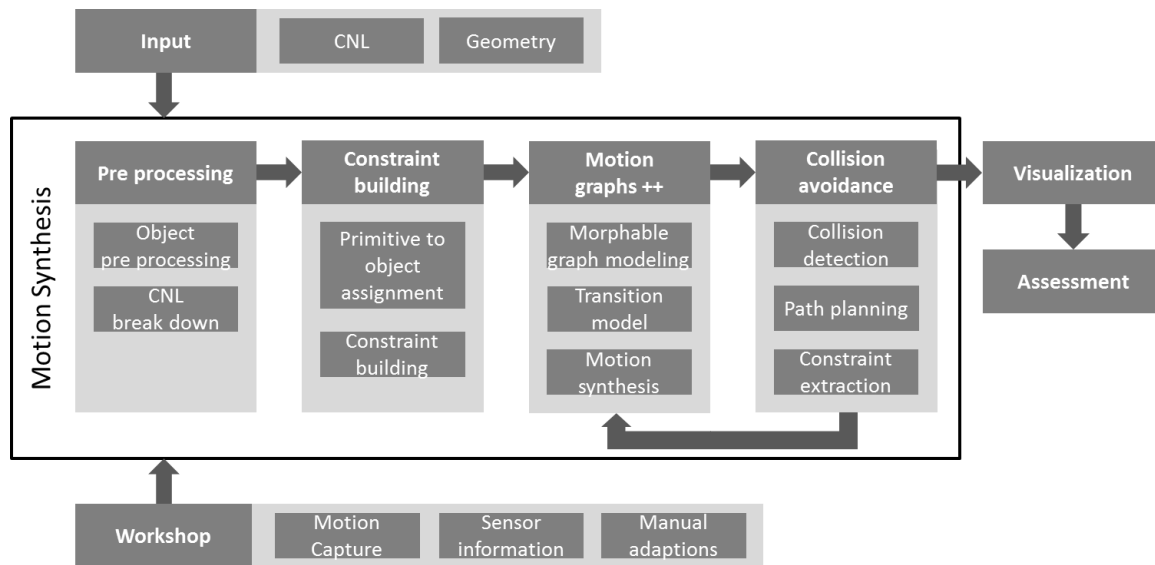 Input
CNL
Geometry
Motion Synthesis
Pre processing
Object
pre processing
CNL
break down
Constraint
building
Primitive to
object
assignment
Constraint
building
Motion
graphs ++
Morphable
graph modeling
Transition
model
Motion
synthesis
Collision
avoidance
Collision
detection
Path planning
Constraint
extraction
Visualization
Assessment
Workshop
Motion
Capture
Sensor
information
Manual
adaptions